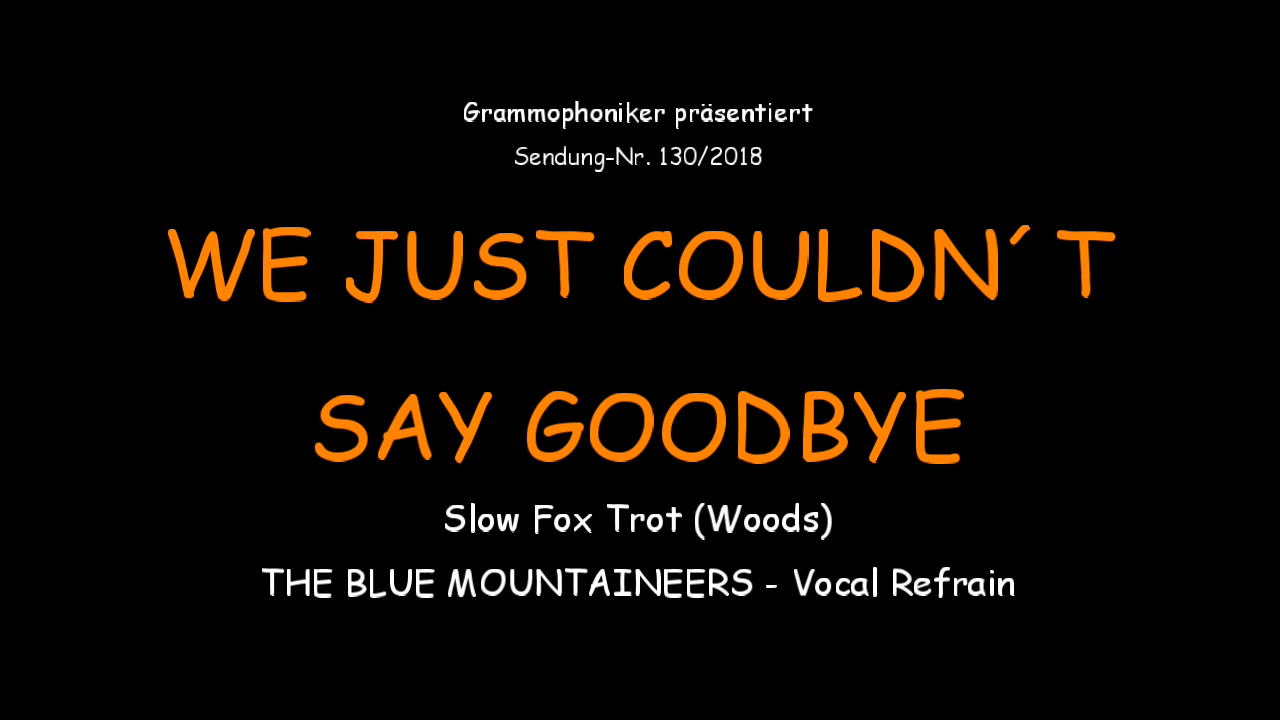 Grammophoniker präsentiert
Sendung-Nr. 130/2018
WE JUST COULDN´T
SAY GOODBYE
Slow Fox Trot (Woods)
THE BLUE MOUNTAINEERS - Vocal Refrain